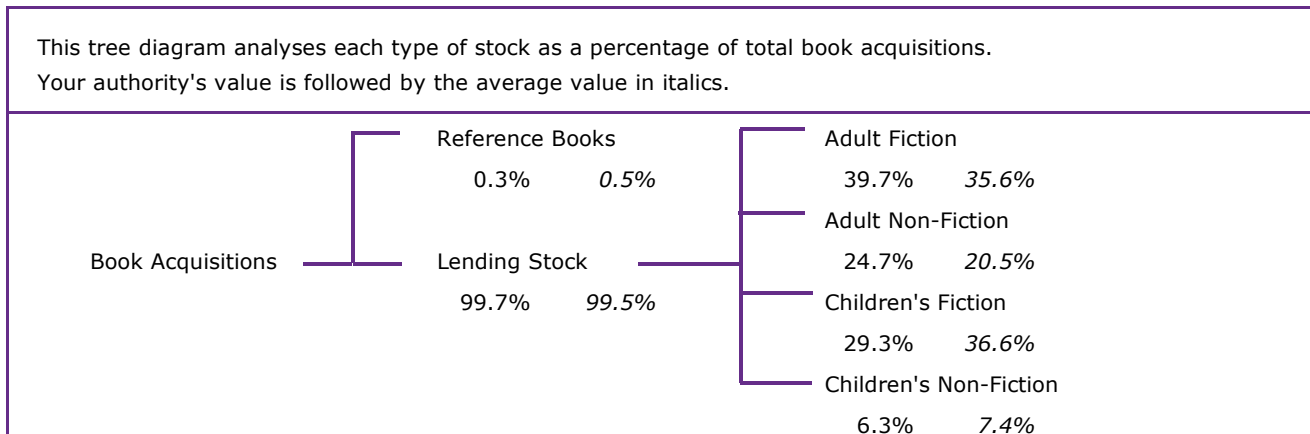 This tree diagram analyses each type of stock as a percentage of total book acquisitions.
Your authority's value is followed by the average value in italics.
Reference Books
0.3% 0.5%
Adult Fiction
39.7% 35.6%
Adult Non-Fiction
24.7% 20.5%
Book Acquisitions
Lending Stock
99.7% 99.5%
Children's Fiction
29.3% 36.6%
Children's Non-Fiction
6.3% 7.4%